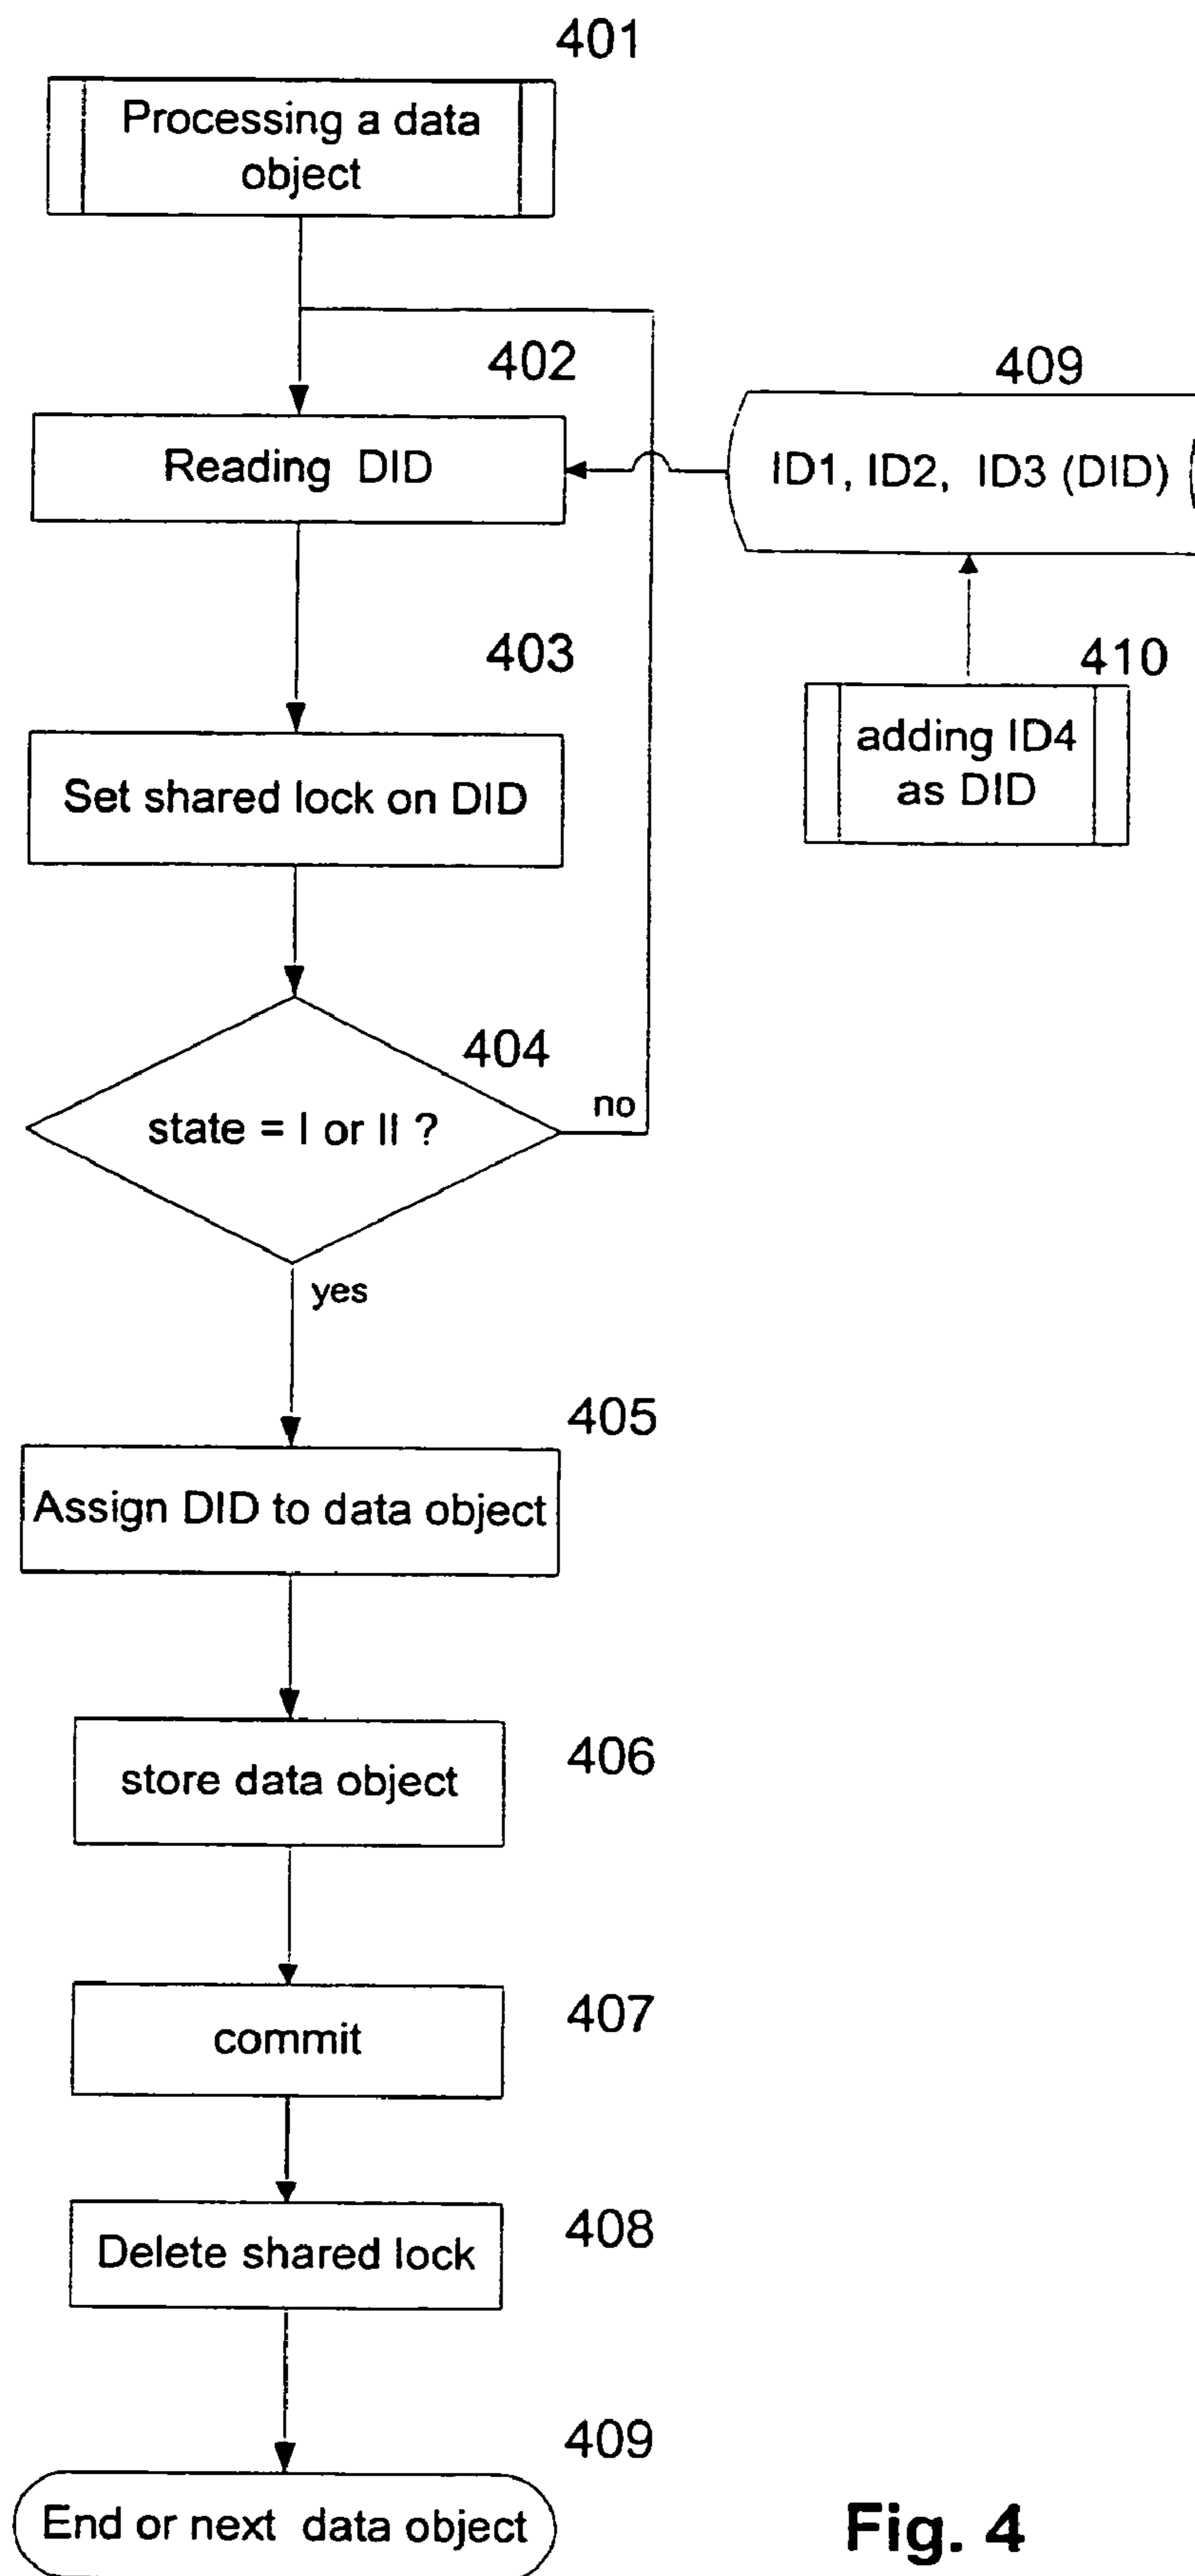 401
Processing a data
object
402
Reading DID
409
ID1, ID2, ID3 (DID)
403
Set shared lock on DID
410
adding ID4
as DID
404
state = I or II ?
no
yes
405
Assign DID to data object
406
store data object
407
commit
408
Delete shared lock
409
End or next data object
Fig. 4